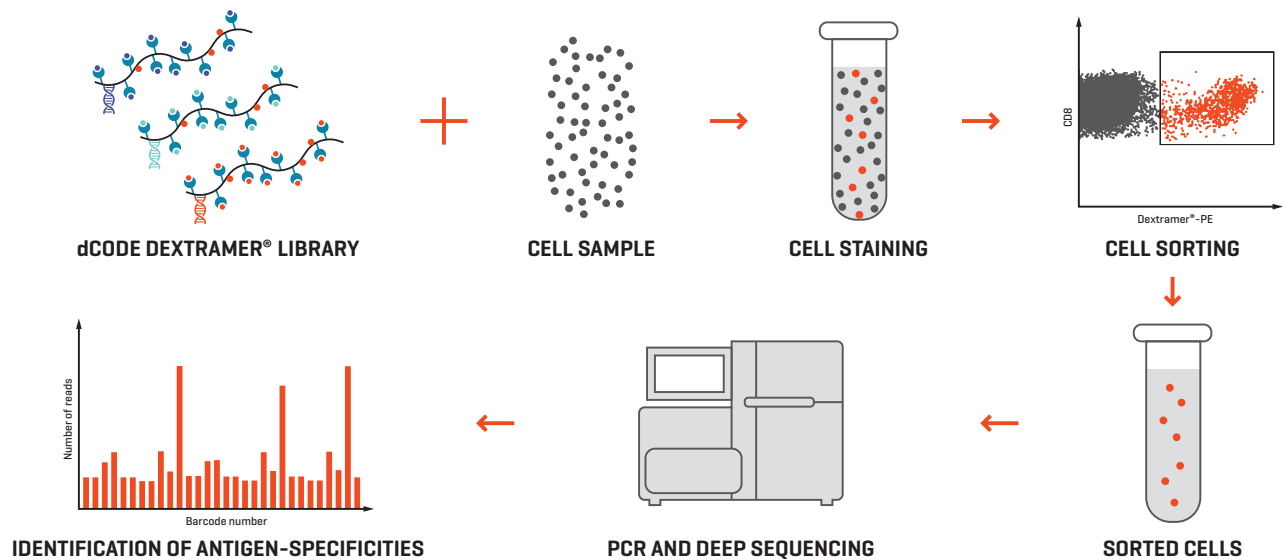 CD8
Dextramer®-PE
dCODE DEXTRAMER® LIBRARY
CELL SAMPLE
CELL STAINING
CELL SORTING
Number of reads
Barcode number
IDENTIFICATION OF ANTIGEN-SPECIFICITIES
PCR AND DEEP SEQUENCING
SORTED CELLS